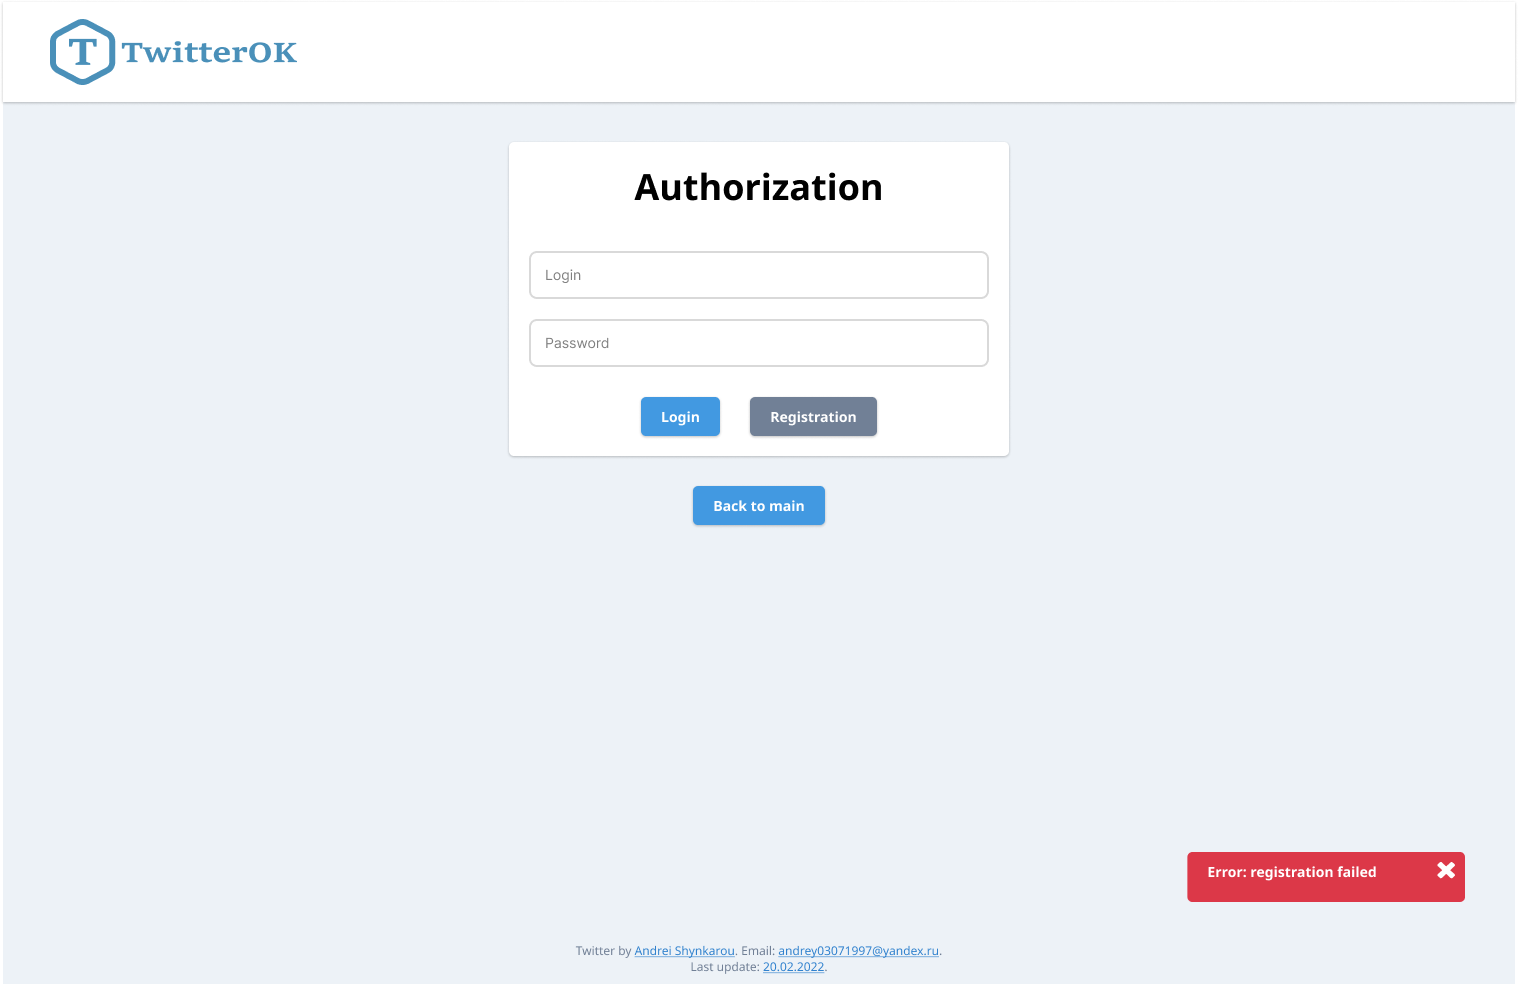 T TwitterOK
Authorization
Login
Password
Login Registration
Back to main
Error: registration failed
Twitter by Andrei Shynkarou. Email: andrey03071997@yandex.ru.
Last update: 20.02.2022.